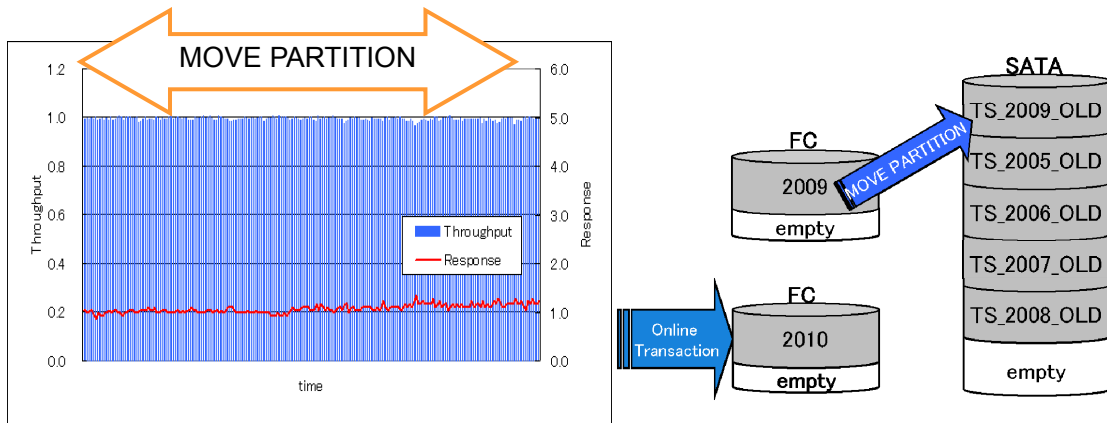 MOVE PARTITION
1.2
1.0
0.8
0.6
0.4
0.2
0.0
Throughput
6.0
5.0
4.0
3.0
2.0
1.0
0.0
Response
Throughput
Response
time
FC
2009
empty
MOVE PARTITION
Online
Transaction
FC
2010
empty
SATA
TS_2009_OLD
TS_2005_OLD
TS_2006_OLD
TS_2007_OLD
TS_2008_OLD
empty